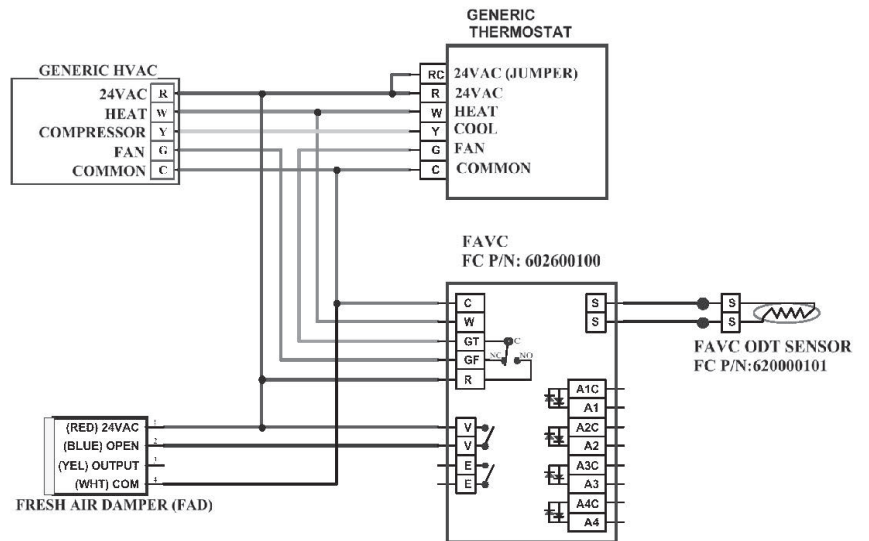 GENERIC
THERMOSTAT
GENERIC HVAC
24VAC R
HEAT W
COMPRESSOR Y
FAN G
COMMON C
RC 24VAC (JUMPER)
R 24VAC
W HEAT
Y COOL
G FAN
C COMMON
FAVC
FC P/N: 602600100
C
W
GT
GF
R
C
NC
NO
V
V
E
E
S
S
S
S
FAVC ODT SENSOR
FC P/N:620000101
A1C
A1
A2C
A2
A3C
A3
A4C
A4
(RED) 24VAC 1
(BLUE) OPEN 2
(YEL) OUTPUT 3
(WHT) COM 4
FRESH AIR DAMPER (FAD)